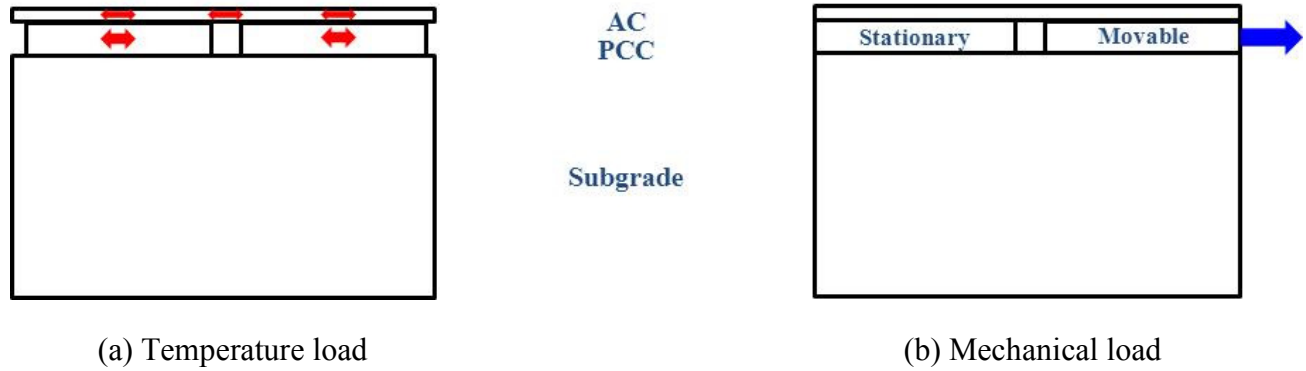 AC
PCC
Subgrade
Stationary
Movable
(a) Temperature load
(b) Mechanical load